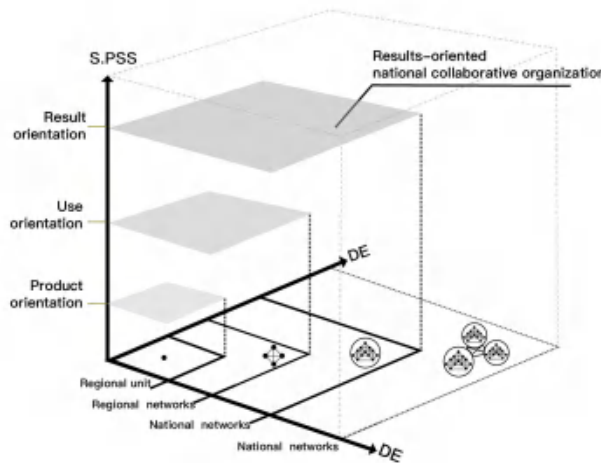 S.PSS
Results-oriented
national collaborative organization
Result
orientation
Use
orientation
Product
orientation
DE
Regional unit
Regional networks
National networks
National networks
DE